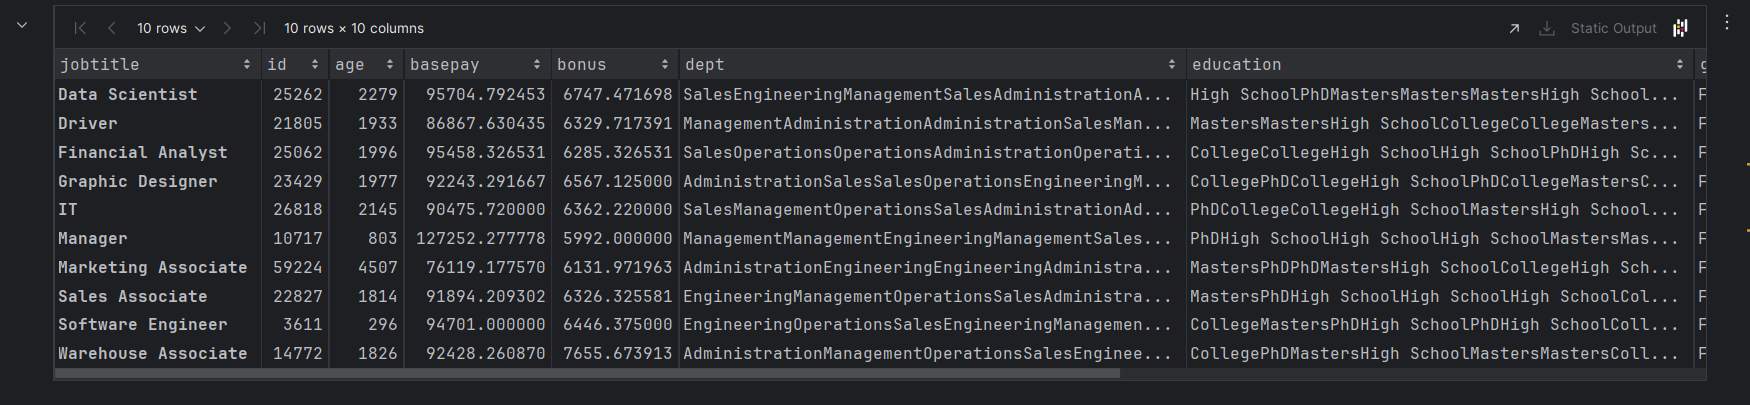 10 rows 10 rows × 10 columns Static Output
jobtitle id age basepay bonus dept education
Data Scientist 25262 2279 95704.792453 6747.471698 SalesEngineeringManagementSalesAdministrationA... High SchoolPhDMastersMastersMastersHigh School... F
Driver 21805 1933 86867.630435 6329.717391 ManagementAdministrationAdministrationSalesMan... MastersMastersHigh SchoolCollegeCollegeMasters... F
Financial Analyst 25062 1996 95458.326531 6285.326531 SalesOperationsOperationsAdministrationOperati... CollegeCollegeHigh SchoolHigh SchoolPhDHigh Sc... F
Graphic Designer 23429 1977 92243.291667 6567.125000 AdministrationSalesSalesOperationsEngineeringM... CollegePhDCollegeHigh SchoolPhDCollegeMastersC... F
IT 26818 2145 90475.720000 6362.220000 SalesManagementOperationsSalesAdministrationAd... PhDCollegeCollegeHigh SchoolMastersHigh School... F
Manager 10717 803 127252.277778 5992.000000 ManagementManagementEngineeringManagementSales... PhDHigh SchoolHigh SchoolHigh SchoolMastersMas... F
Marketing Associate 59224 4507 76119.177570 6131.971963 AdministrationEngineeringEngineeringAdministra... MastersPhDPhDMastersHigh SchoolCollegeHigh Sch... F
Sales Associate 22827 1814 91894.209302 6326.325581 EngineeringManagementOperationsSalesAdministra... MastersPhDHigh SchoolHigh SchoolHigh SchoolCol... F
Software Engineer 3611 296 94701.000000 6446.375000 EngineeringOperationsSalesEngineeringManagemen... CollegeMastersPhDHigh SchoolPhDHigh SchoolColl... F
Warehouse Associate 14772 1826 92428.260870 7655.673913 AdministrationManagementOperationsSalesEnginee... CollegePhDMastersHigh SchoolMastersMastersColl... F